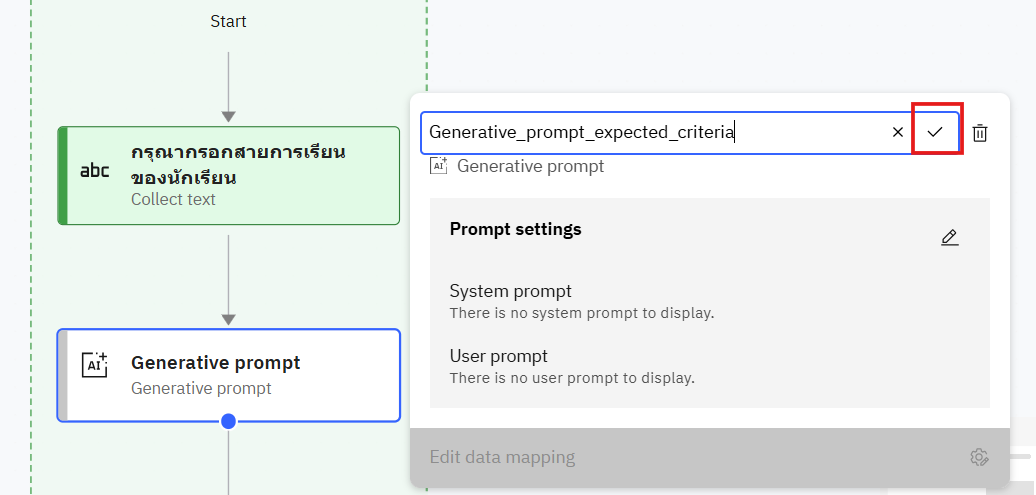 Start
abc
กรุณากรอกสายการเรียน
ของนักเรียน
Collect text
AI
Generative prompt
Generative prompt
Generative_prompt_expected_criteria
AI
Generative prompt
Prompt settings
System prompt
There is no system prompt to display.
User prompt
There is no user prompt to display.
Edit data mapping